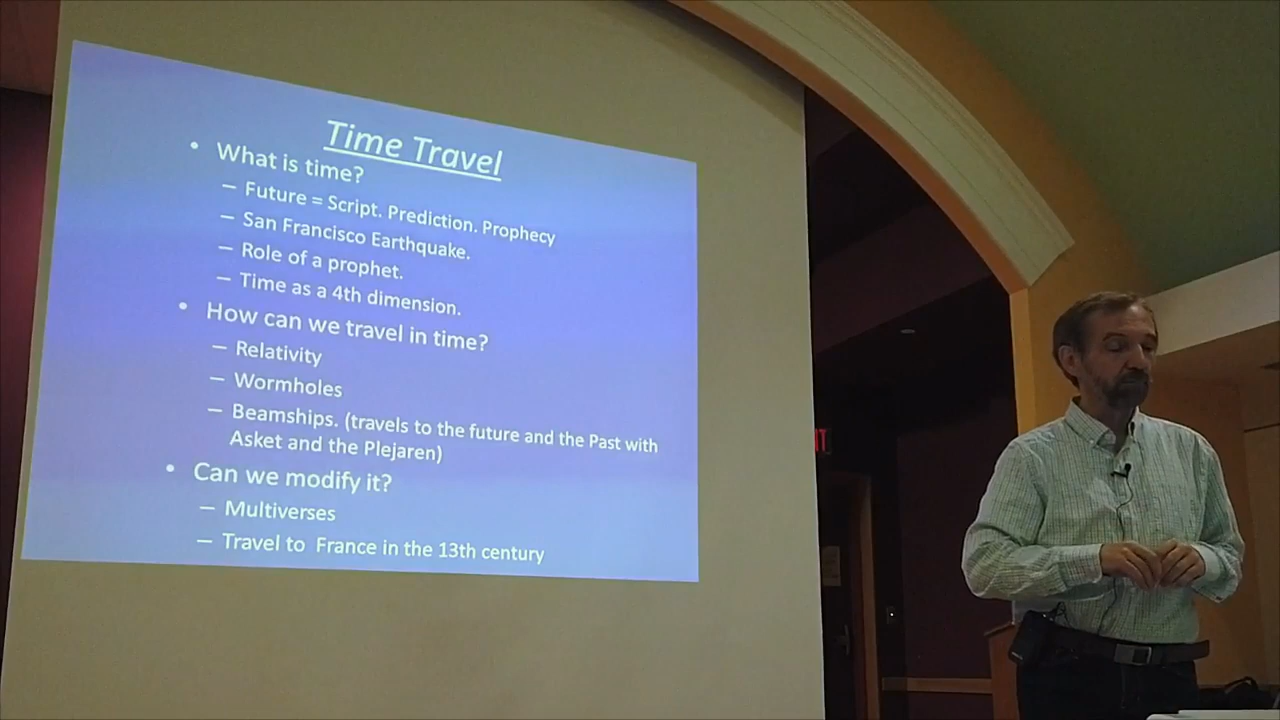 Time Travel
• What is time?
– Future = Script. Prediction. Prophecy
– San Francisco Earthquake.
– Role of a prophet.
– Time as a 4th dimension.
• How can we travel in time?
– Relativity
– Wormholes
– Beamships. (travels to the future and the Past with
Asket and the Plejaren)
• Can we modify it?
– Multiverses
– Travel to France in the 13th century